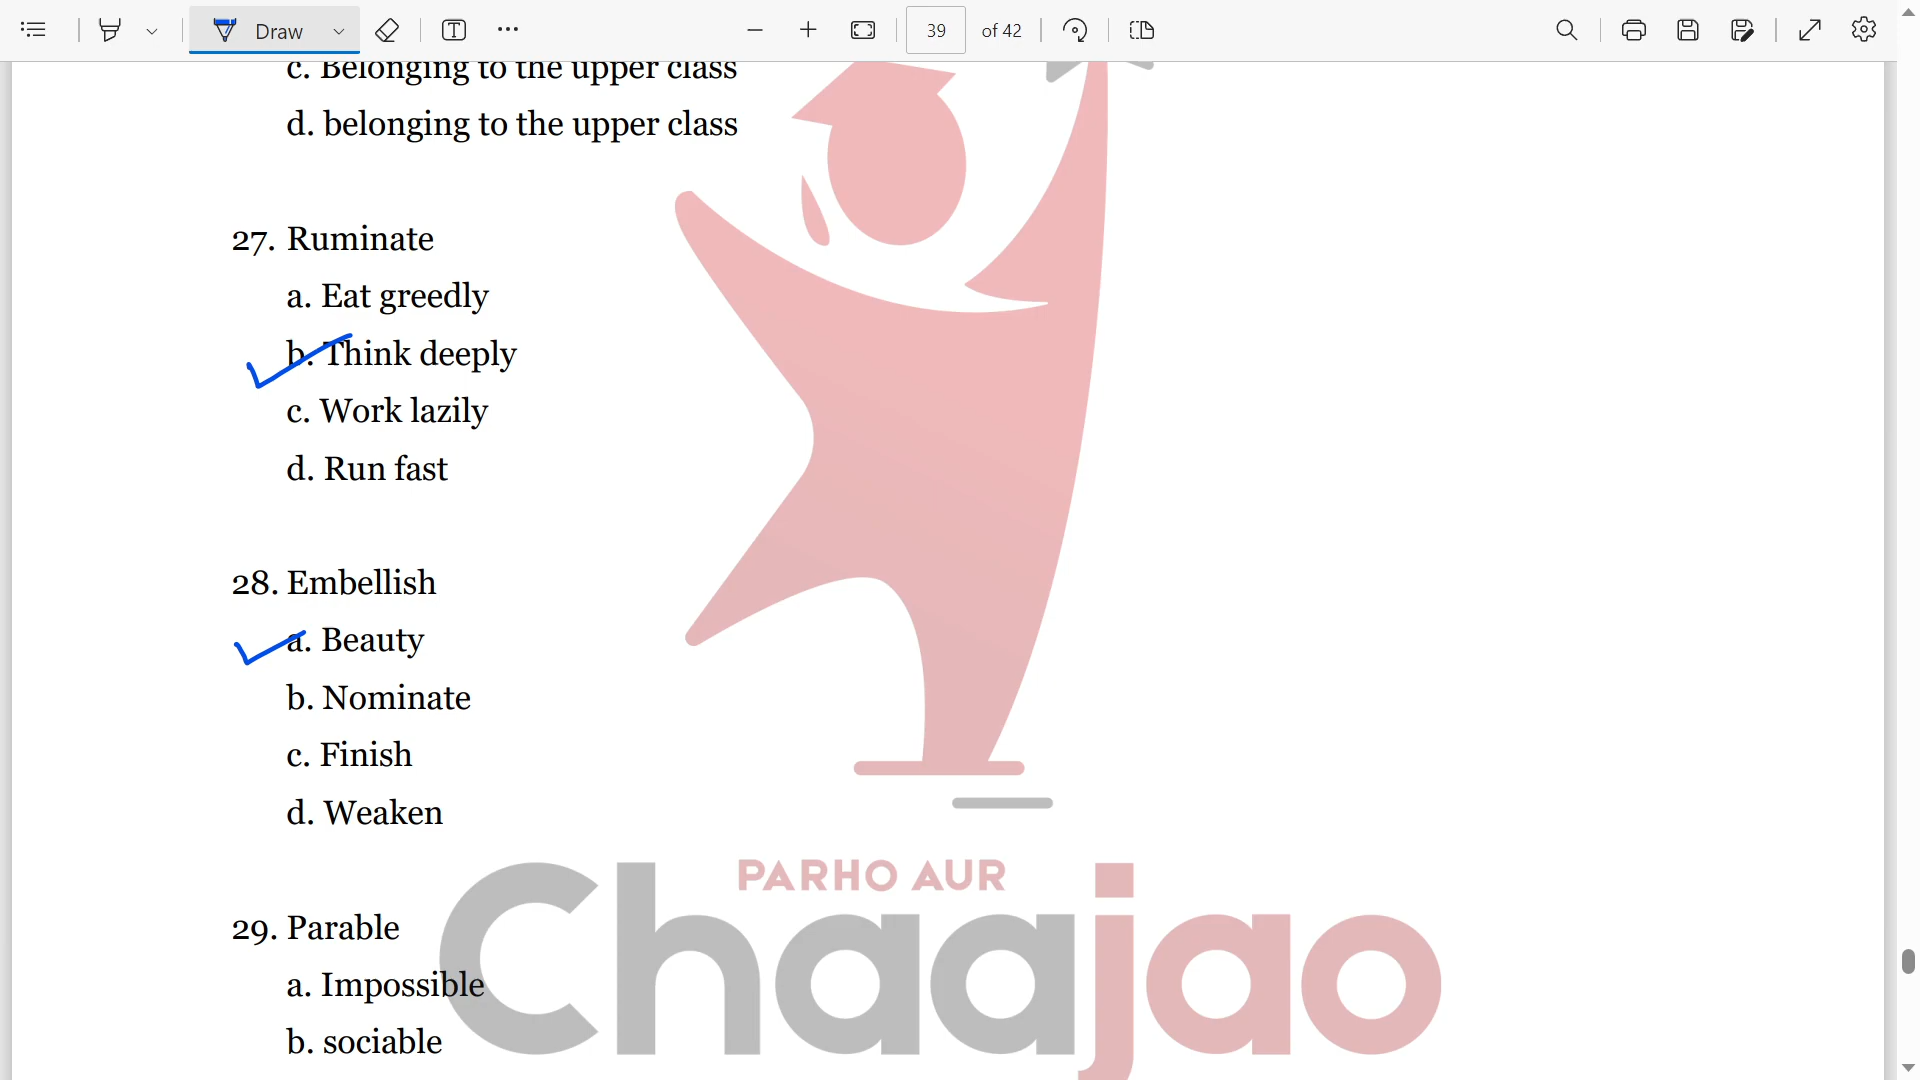 Draw
39 of 42
c. Belonging to the upper class
d. belonging to the upper class
27. Ruminate
a. Eat greedly
b. Think deeply
c. Work lazily
d. Run fast
28. Embellish
a. Beauty
b. Nominate
c. Finish
d. Weaken
29. Parable
a. Impossible
b. sociable
PARHO AUR
Chaajao